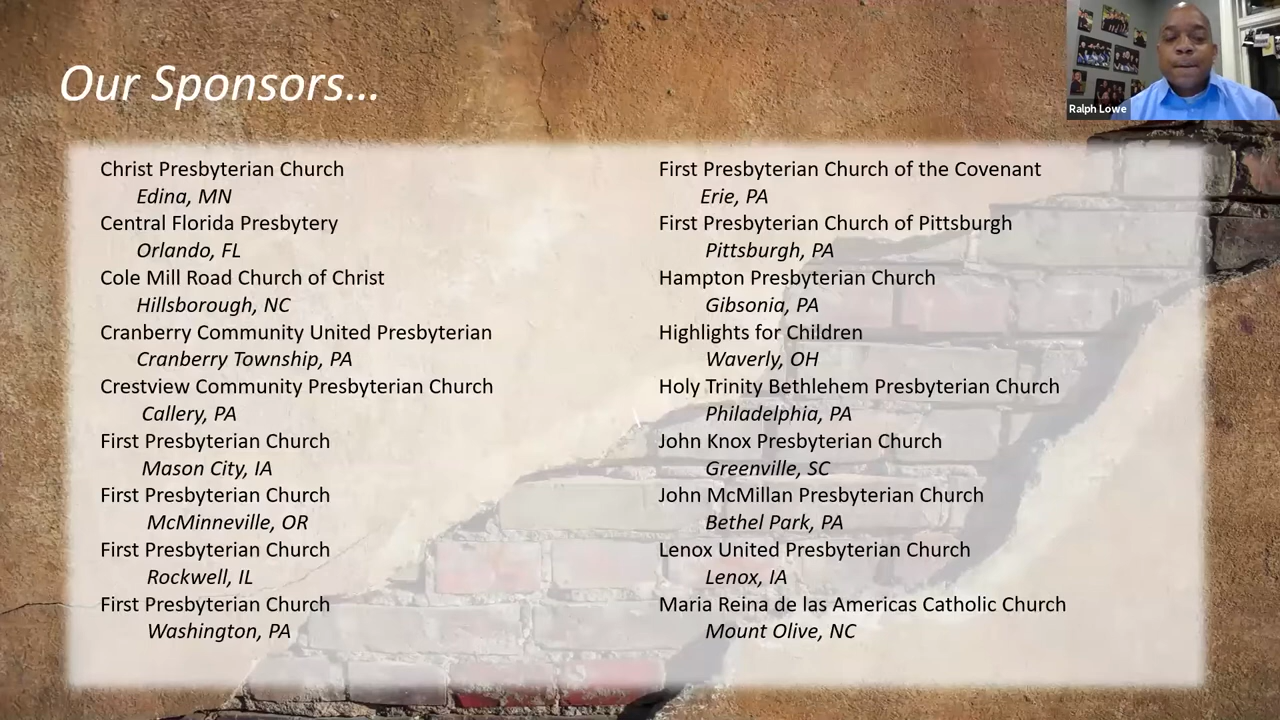 Our Sponsors...
Ralph Lowe
Christ Presbyterian Church
Edina, MN
Central Florida Presbytery
Orlando, FL
Cole Mill Road Church of Christ
Hillsborough, NC
Cranberry Community United Presbyterian
Cranberry Township, PA
Crestview Community Presbyterian Church
Callery, PA
First Presbyterian Church
Mason City, IA
First Presbyterian Church
McMinneville, OR
First Presbyterian Church
Rockwell, IL
First Presbyterian Church
Washington, PA
First Presbyterian Church of the Covenant
Erie, PA
First Presbyterian Church of Pittsburgh
Pittsburgh, PA
Hampton Presbyterian Church
Gibsonia, PA
Highlights for Children
Waverly, OH
Holy Trinity Bethlehem Presbyterian Church
Philadelphia, PA
John Knox Presbyterian Church
Greenville, SC
John McMillan Presbyterian Church
Bethel Park, PA
Lenox United Presbyterian Church
Lenox, IA
Maria Reina de las Americas Catholic Church
Mount Olive, NC